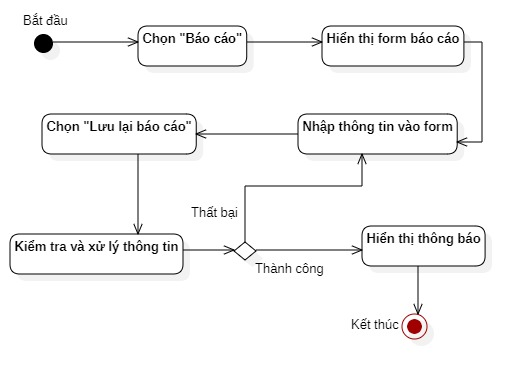 Bắt đầu
Chọn "Báo cáo"
Hiển thị form báo cáo
Chọn "Lưu lại báo cáo"
Nhập thông tin vào form
Thất bại
Kiểm tra và xử lý thông tin
Hiển thị thông báo
Thành công
Kết thúc